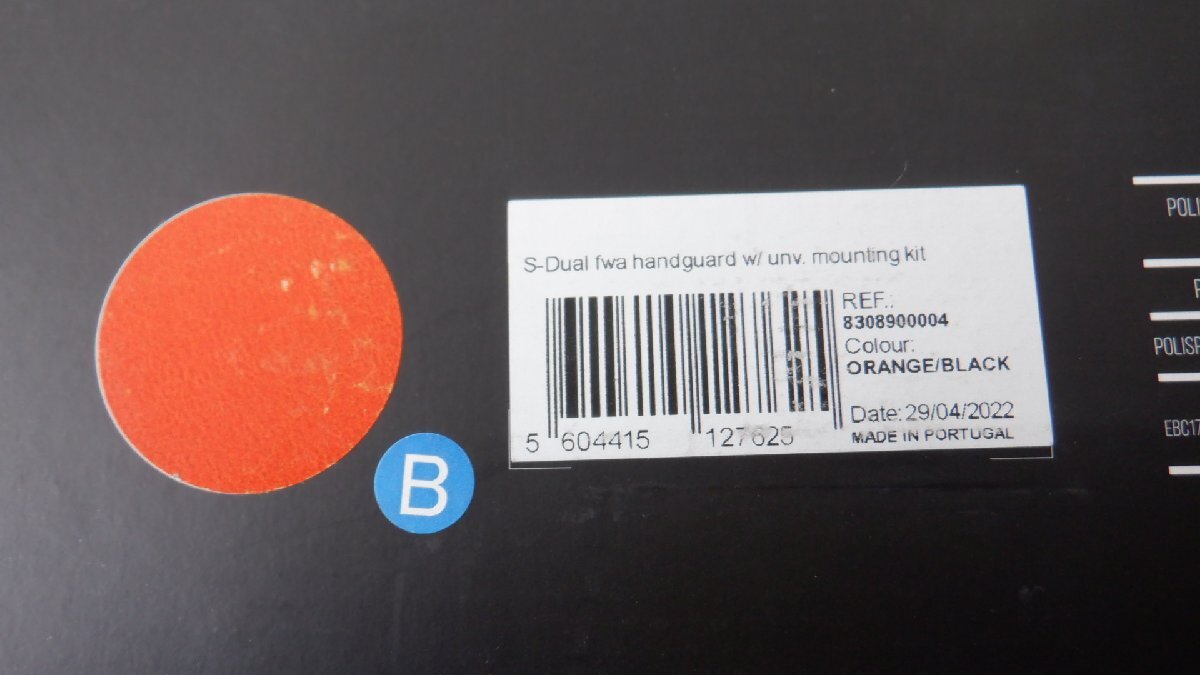 S-Dual fwa handguard w/ unv. mounting kit
REF.:
8308900004
Colour:
ORANGE/BLACK
Date: 29/04/2022
MADE IN PORTUGAL
5 604415 127625
B